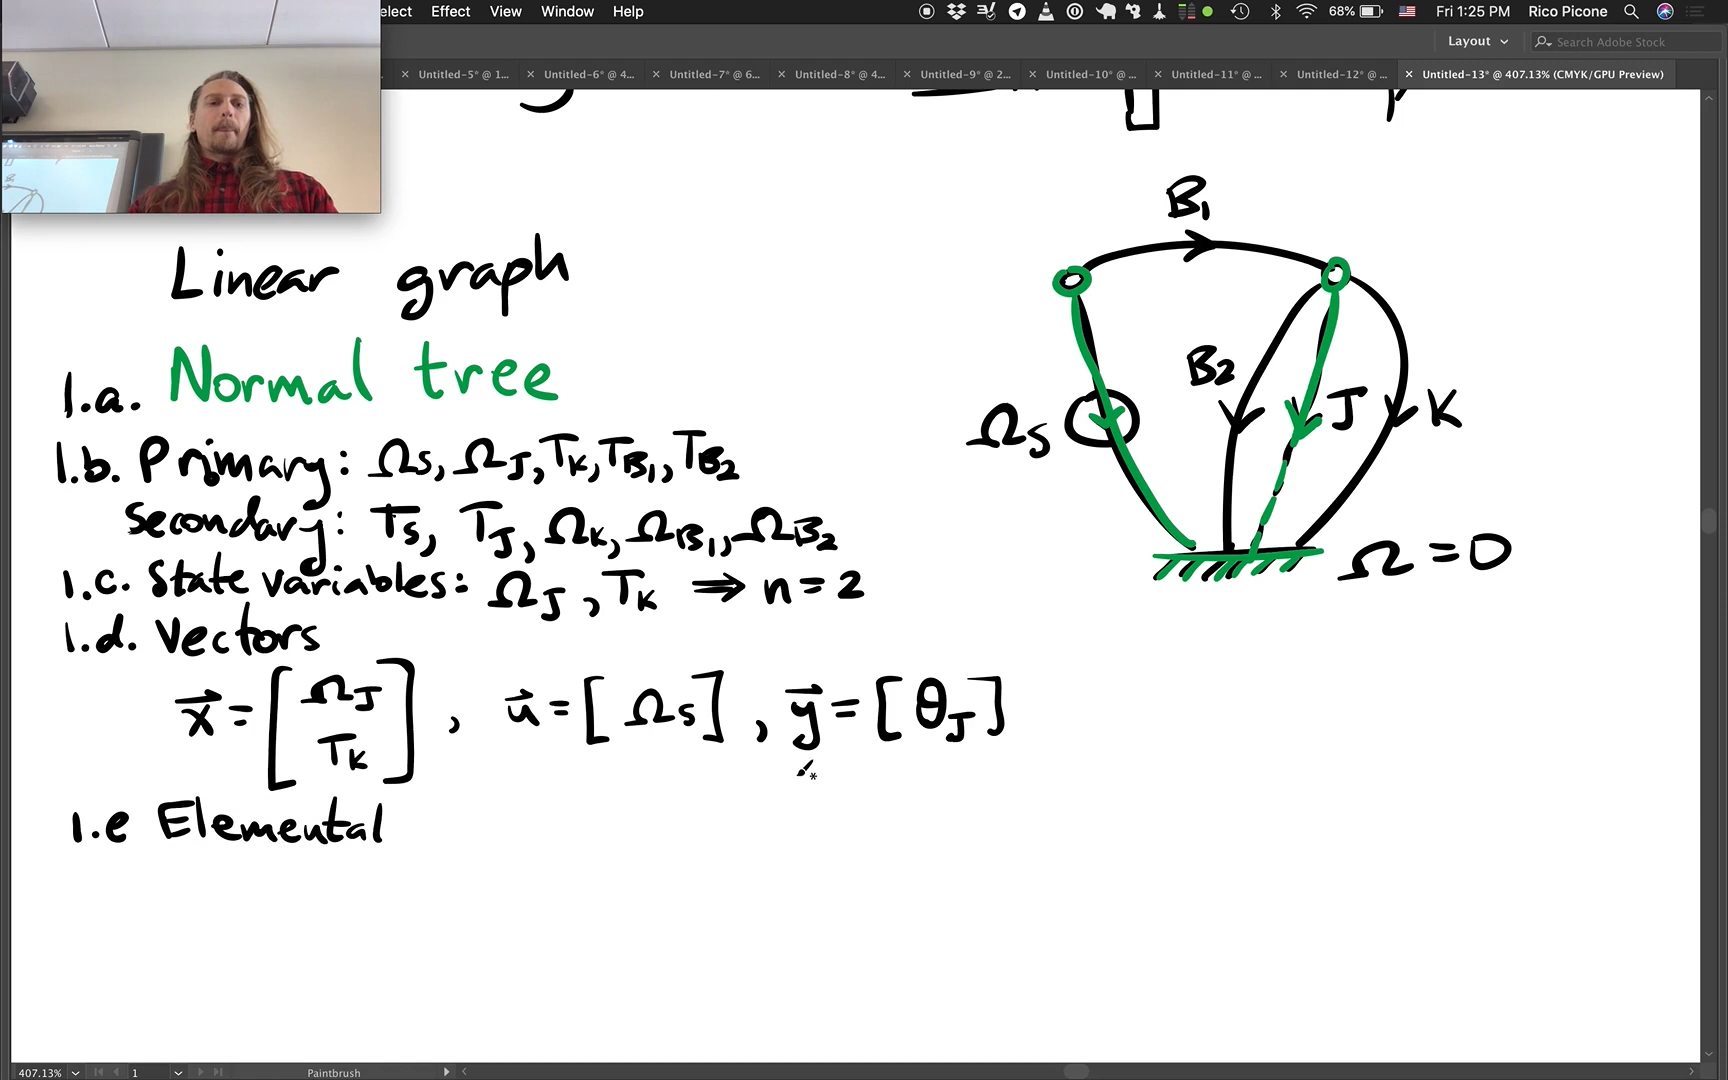 elect Effect View Window Help 68% Fri 1:25 PM Rico Picone
Layout Search Adobe Stock
Untitled-5* @ 1... Untitled-6* @ 4... Untitled-7* @ 6... Untitled-8* @ 4... Untitled-9* @ 2... Untitled-10* @ ... Untitled-11* @ ... Untitled-12* @ ... Untitled-13* @ 407.13% (CMYK/GPU Preview)
B₁
Linear graph
1.a. Normal tree
B₂ J K
Ωs
1.b. Primary: Ωs, ΩJ, TK, TB₁, TB₂
Secondary: Ts, TJ, ΩK, ΩB₁, ΩB₂
Ω = 0
1.c. State variables: ΩJ, TK ⇒ n = 2
1.d. Vectors
x⃗ = [ΩJ TK], u⃗ = [Ωs], y⃗ = [θJ]
1.e Elemental
407.13% 1 Paintbrush